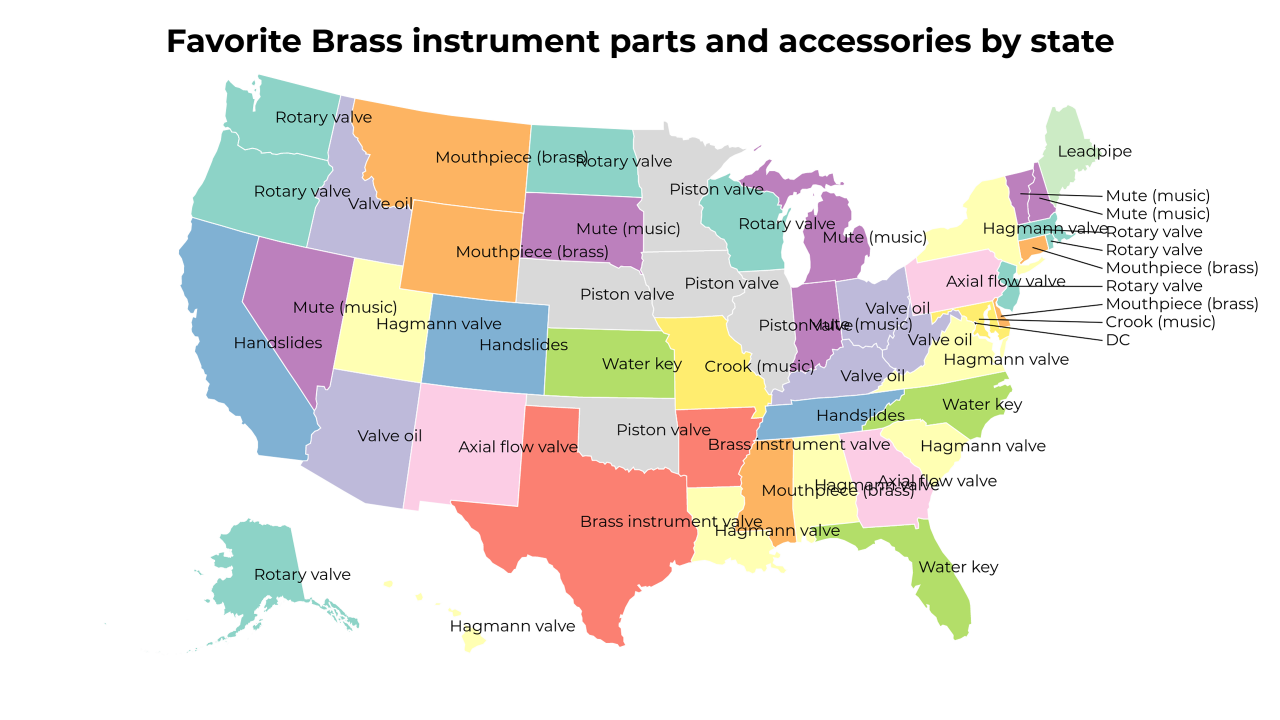 Favorite Brass instrument parts and accessories by state
Rotary valve
Leadpipe
Mouthpiece (brass)
Rotary valve
Piston valve
Rotary valve
Valve oil
Mute (music)
Mute (music)
Rotary valve
Mute (music)
Mute (music)
Hagmann valve
Rotary valve
Mouthpiece (brass)
Rotary valve
Mouthpiece (brass)
Axial flow valve
Rotary valve
Piston valve
Piston valve
Mouthpiece (brass)
Mute (music)
Valve oil
Crook (music)
Hagmann valve
Piston valve
Mute (music)
Handslides
Handslides
Valve oil
DC
Hagmann valve
Water key
Crook (music)
Valve oil
Water key
Handslides
Valve oil
Piston valve
Axial flow valve
Brass instrument valve
Hagmann valve
Axial flow valve
Hagmann valve
Mouthpiece (brass)
Brass instrument valve
Hagmann valve
Water key
Rotary valve
Hagmann valve